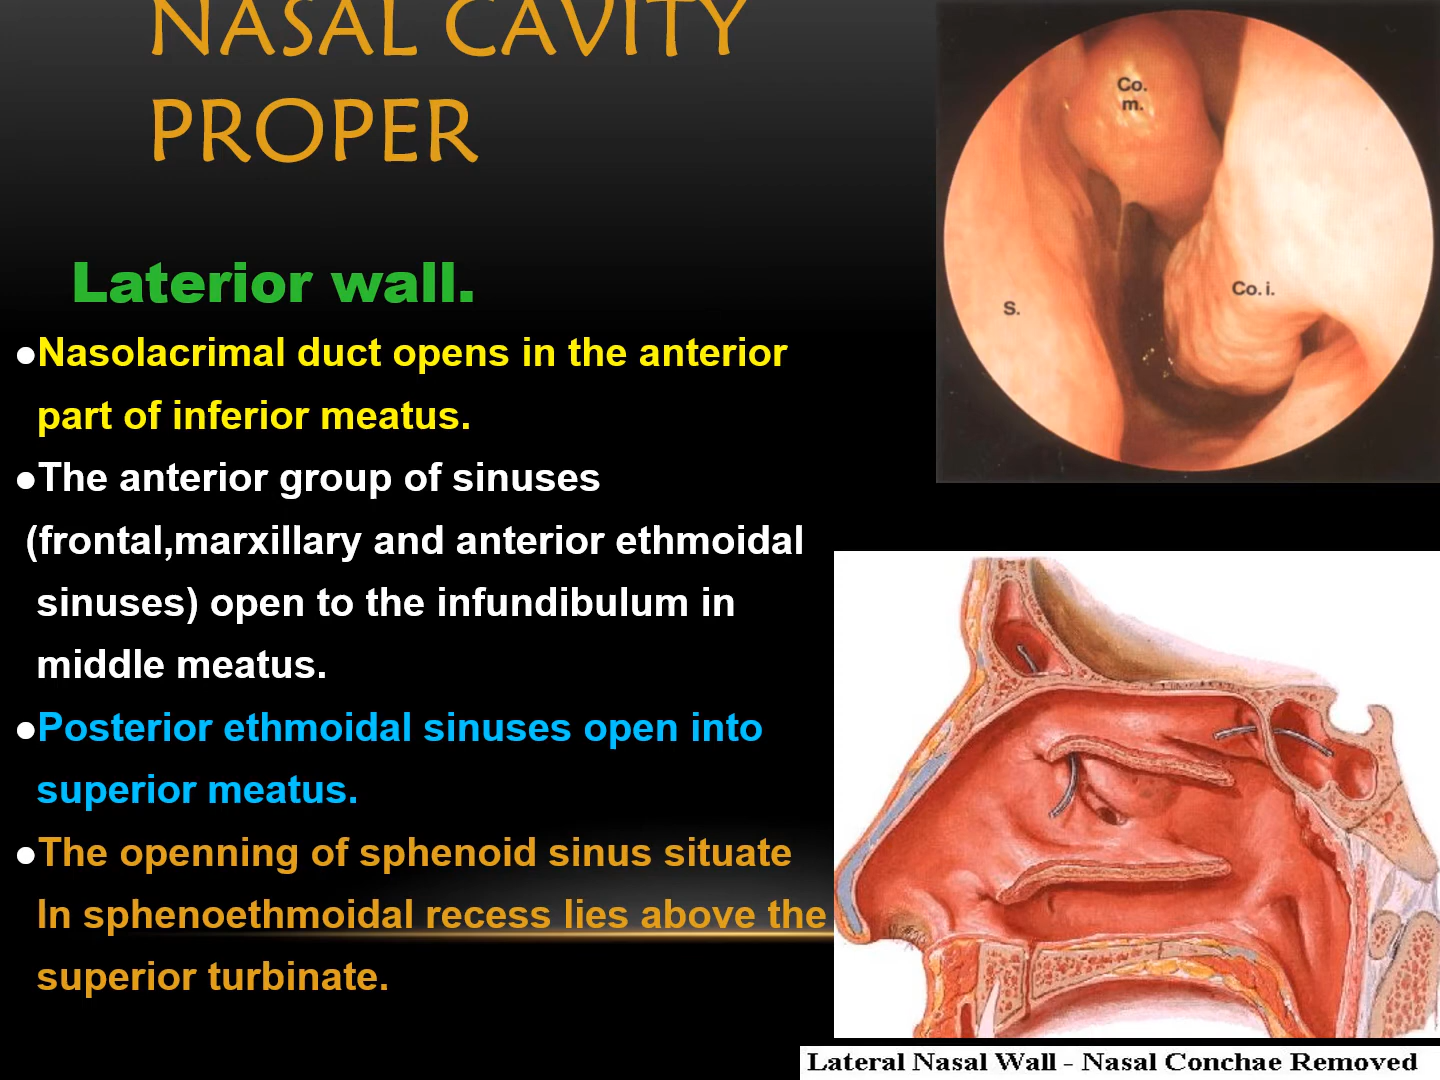 NASAL CAVITY
PROPER
Laterior wall.
●Nasolacrimal duct opens in the anterior
part of inferior meatus.
●The anterior group of sinuses
(frontal,marxillary and anterior ethmoidal
sinuses) open to the infundibulum in
middle meatus.
●Posterior ethmoidal sinuses open into
superior meatus.
●The openning of sphenoid sinus situate
In sphenoethmoidal recess lies above the
superior turbinate.
Co.
m.
S.
Co. i.
Lateral Nasal Wall - Nasal Conchae Removed